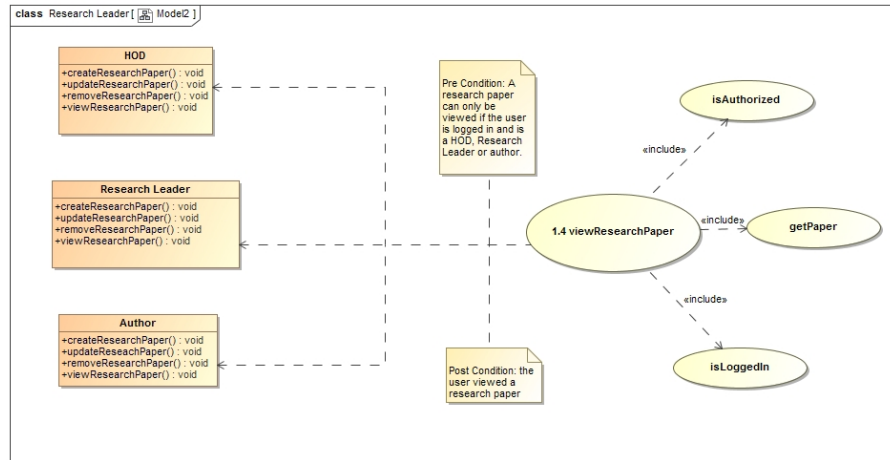 class Research Leader [ Model2 ]
HOD
+createResearchPaper() : void
+updateResearchPaper() : void
+removeResearchPaper() : void
+viewResearchPaper() : void
Pre Condition: A
research paper
can only be
viewed if the user
is logged in and is
a HOD, Research
Leader or author.
isAuthorized
«include»
Research Leader
+createResearchPaper() : void
+updateResearchPaper() : void
+removeResearchPaper() : void
+viewResearchPaper() : void
1.4 viewResearchPaper
«include»
getPaper
«include»
Author
+createResearchPaper() : void
+updateResearchPaper() : void
+removeResearchPaper() : void
+viewResearchPaper() : void
Post Condition: the
user viewed a
research paper
isLoggedIn